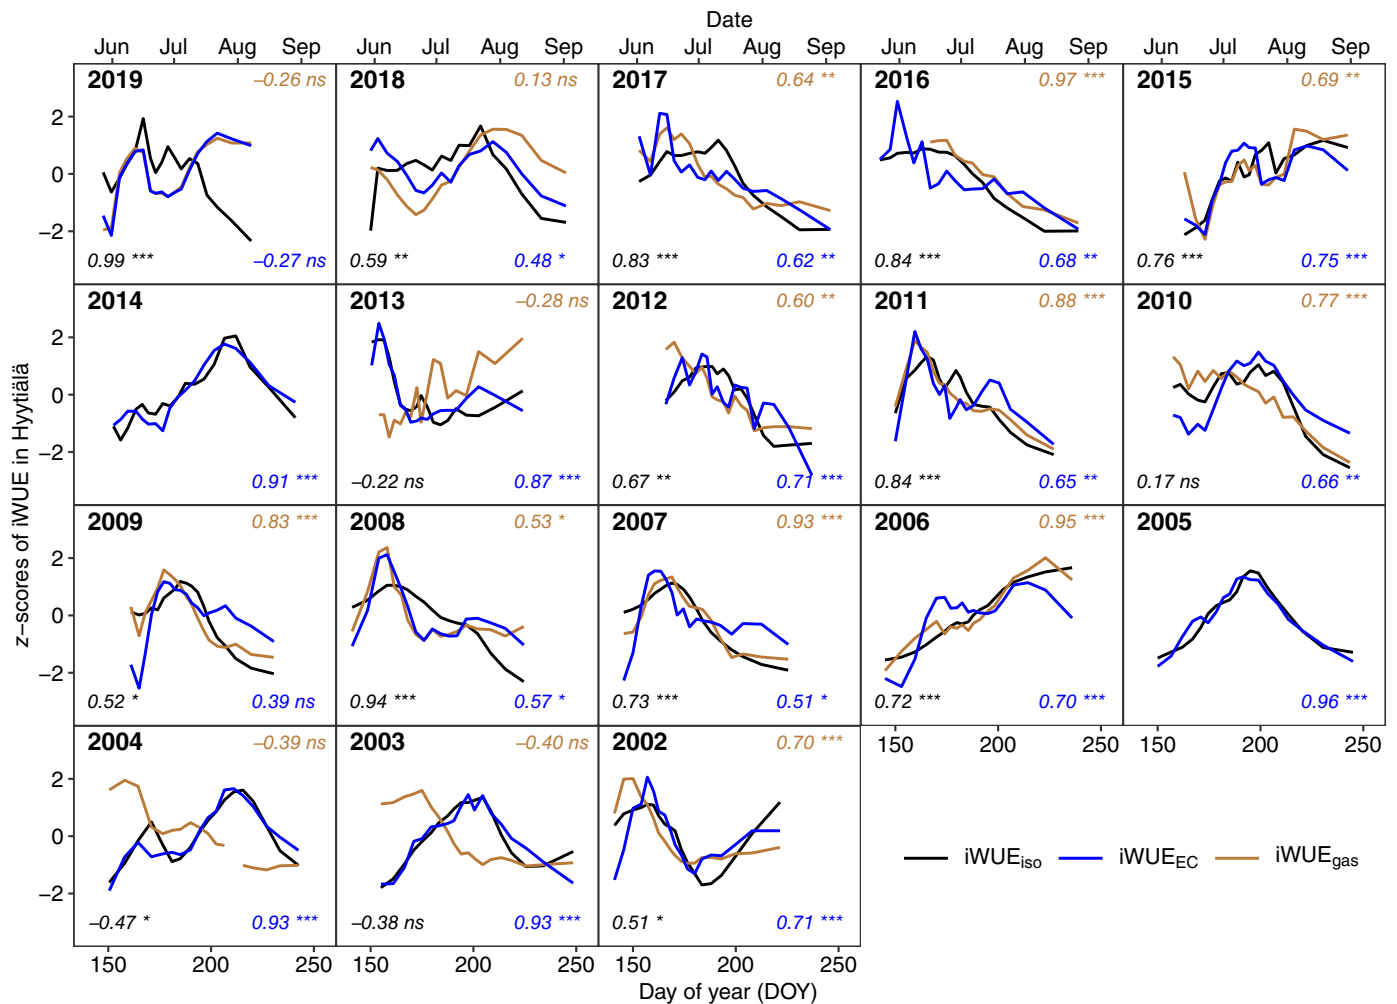 Date
Jun Jul Aug Sep Jun Jul Aug Sep Jun Jul Aug Sep Jun Jul Aug Sep Jun Jul Aug Sep
2019 −0.26 ns 2018 0.13 ns 2017 0.64 ** 2016 0.97 *** 2015 0.69 **
2
0
−2
0.99 *** −0.27 ns 0.59 ** 0.48 * 0.83 *** 0.62 ** 0.84 *** 0.68 ** 0.76 *** 0.75 ***
2014 2013 −0.28 ns 2012 0.60 ** 2011 0.88 *** 2010 0.77 ***
2
0
−2
0.91 *** −0.22 ns 0.87 *** 0.67 ** 0.71 *** 0.84 *** 0.65 ** 0.17 ns 0.66 **
z−scores of iWUE in Hyytiälä
2009 0.83 *** 2008 0.53 * 2007 0.93 *** 2006 0.95 *** 2005
2
0
−2
0.52 * 0.39 ns 0.94 *** 0.57 * 0.73 *** 0.51 * 0.72 *** 0.70 *** 0.96 ***
2004 −0.39 ns 2003 −0.40 ns 2002 0.70 *** 150 200 250 150 200 250
2
0
−2
iWUEiso iWUEEC iWUEgas
−0.47 * 0.93 *** −0.38 ns 0.93 *** 0.51 * 0.71 ***
150 200 250 150 200 250 150 200 250
Day of year (DOY)